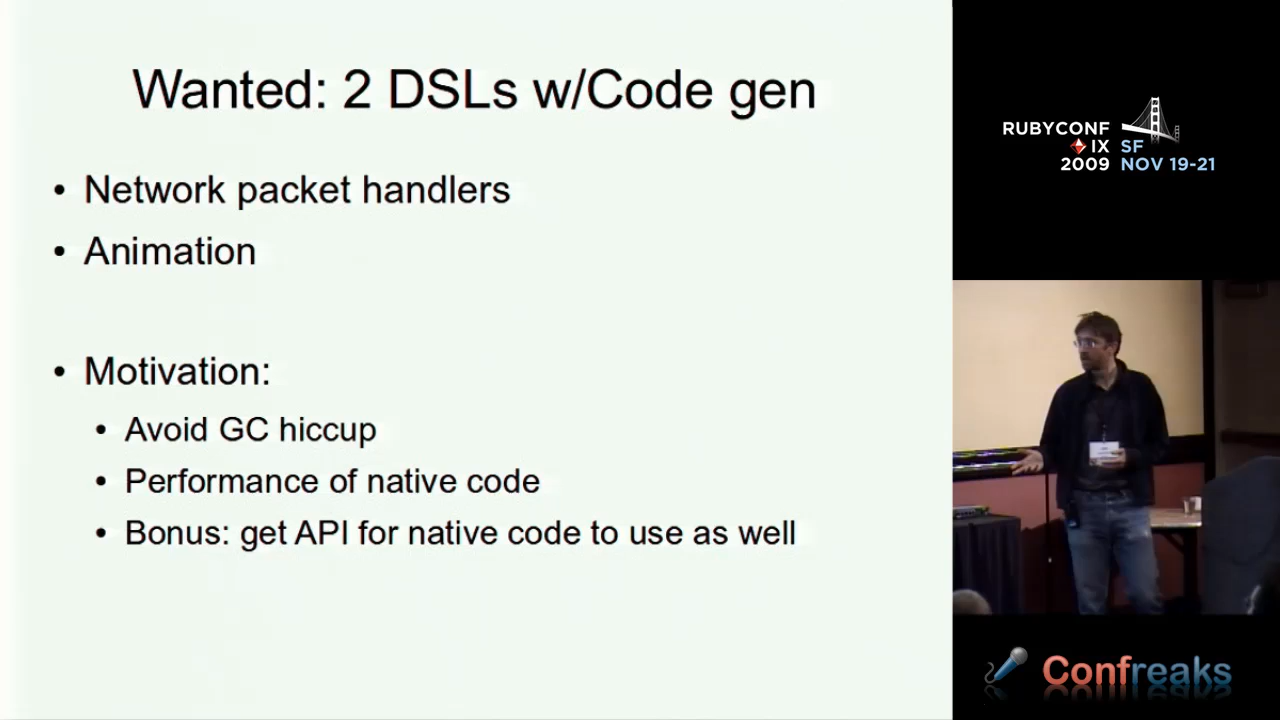 Wanted: 2 DSLs w/Code gen
• Network packet handlers
• Animation
• Motivation:
• Avoid GC hiccup
• Performance of native code
• Bonus: get API for native code to use as well
RUBYCONF
IX SF
2009 NOV 19-21
Confreaks